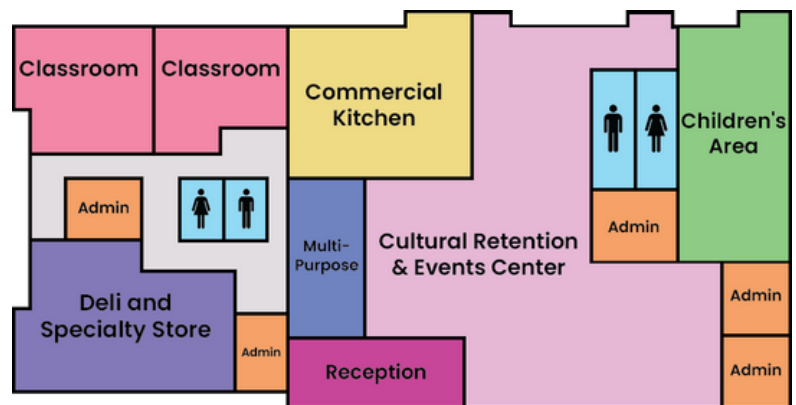 Classroom
Classroom
Commercial
Kitchen
Children's
Area
Admin
Admin
Multi-
Purpose
Cultural Retention
& Events Center
Deli and
Specialty Store
Admin
Admin
Reception
Admin